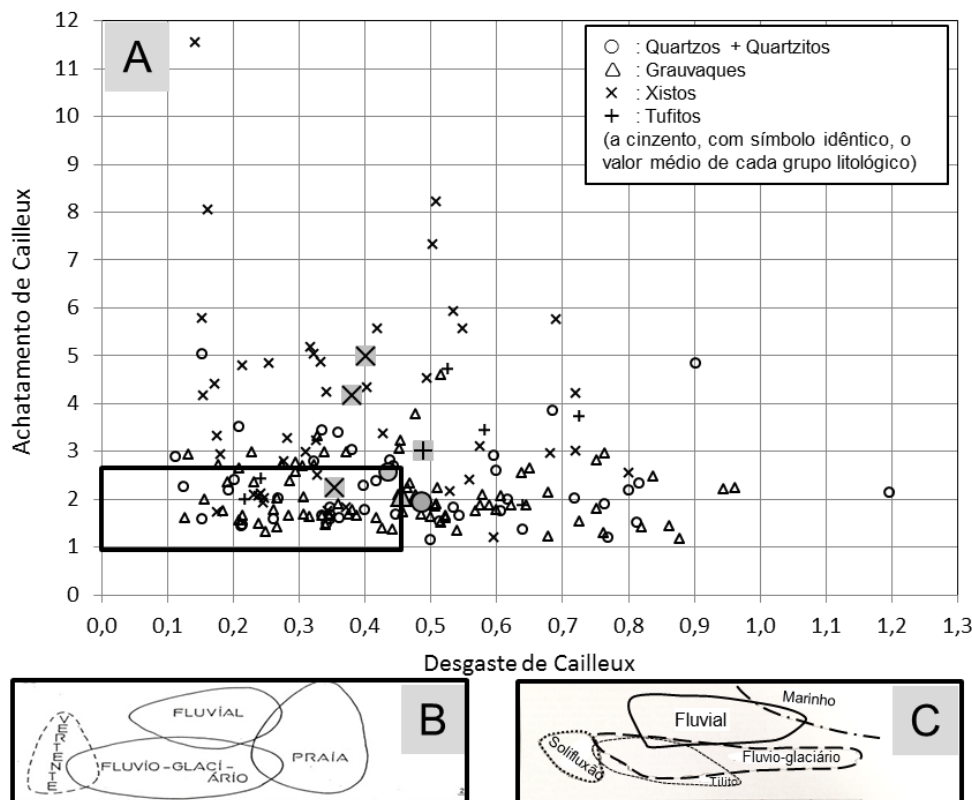 A
12
11
10
9
8
7
6
5
4
3
2
1
0
Achatamento de Cailleux
○ : Quartzos + Quartzitos
△ : Grauvaques
× : Xistos
+ : Tufitos
(a cinzento, com símbolo idêntico, o
valor médio de cada grupo litológico)
0,0 0,1 0,2 0,3 0,4 0,5 0,6 0,7 0,8 0,9 1,0 1,1 1,2 1,3
Desgaste de Cailleux
B
VERTENTE
FLUVIAL
FLUVIO-GLACI-
ÁRIO
PRAIA
C
Marinho
Fluvial
Solifluxão
Fluvio-glaciário
Tilito